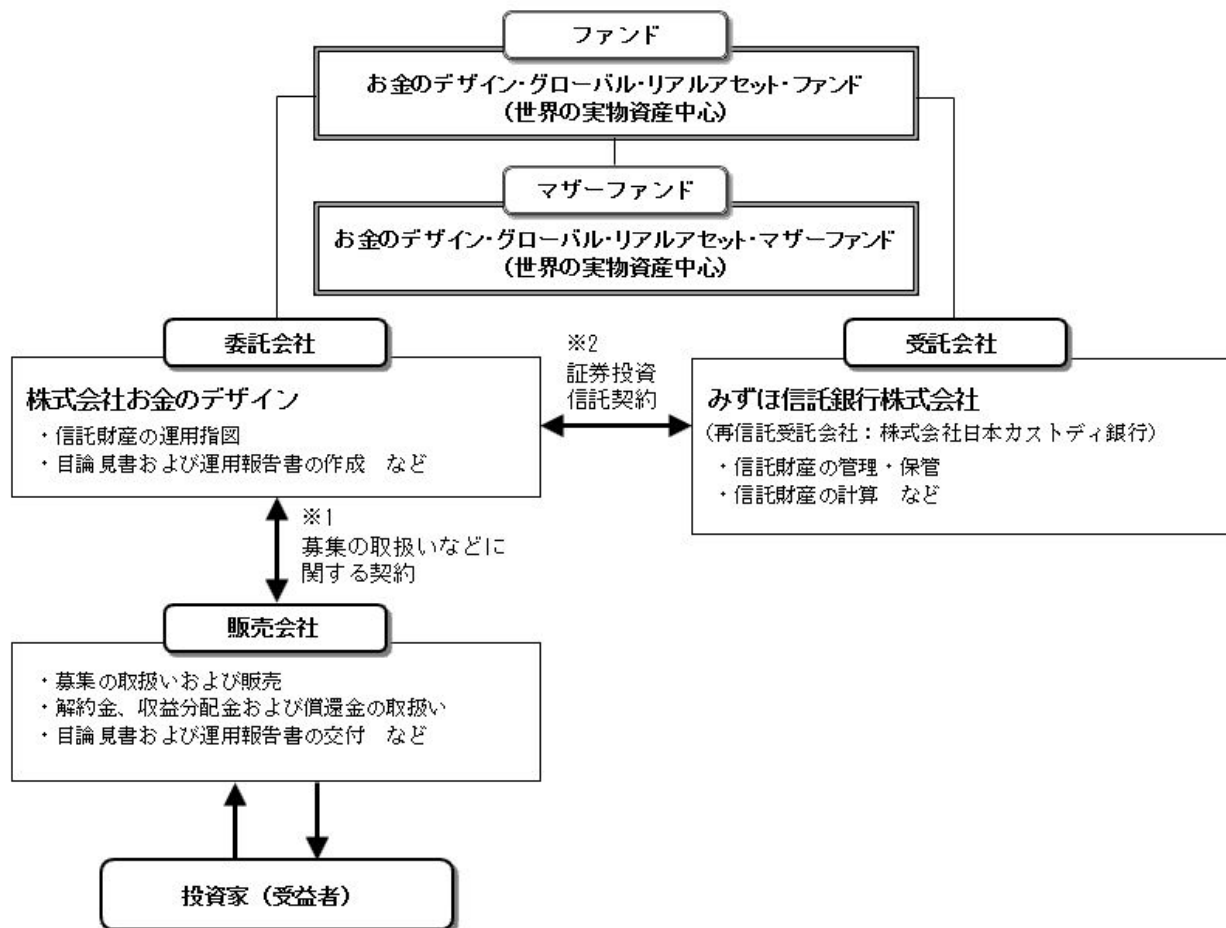 ファンド
お金のデザイン・グローバル・リアルアセット・ファンド
(世界の実物資産中心)
マザーファンド
お金のデザイン・グローバル・リアルアセット・マザーファンド
(世界の実物資産中心)
委託会社
株式会社お金のデザイン
・信託財産の運用指図
・目論見書および運用報告書の作成 など
※2
証券投資
信託契約
受託会社
みずほ信託銀行株式会社
(再信託受託会社：株式会社日本カストディ銀行)
・信託財産の管理・保管
・信託財産の計算 など
※1
募集の取扱いなどに
関する契約
販売会社
・募集の取扱いおよび販売
・解約金、収益分配金および償還金の取扱い
・目論見書および運用報告書の交付 など
投資家（受益者）